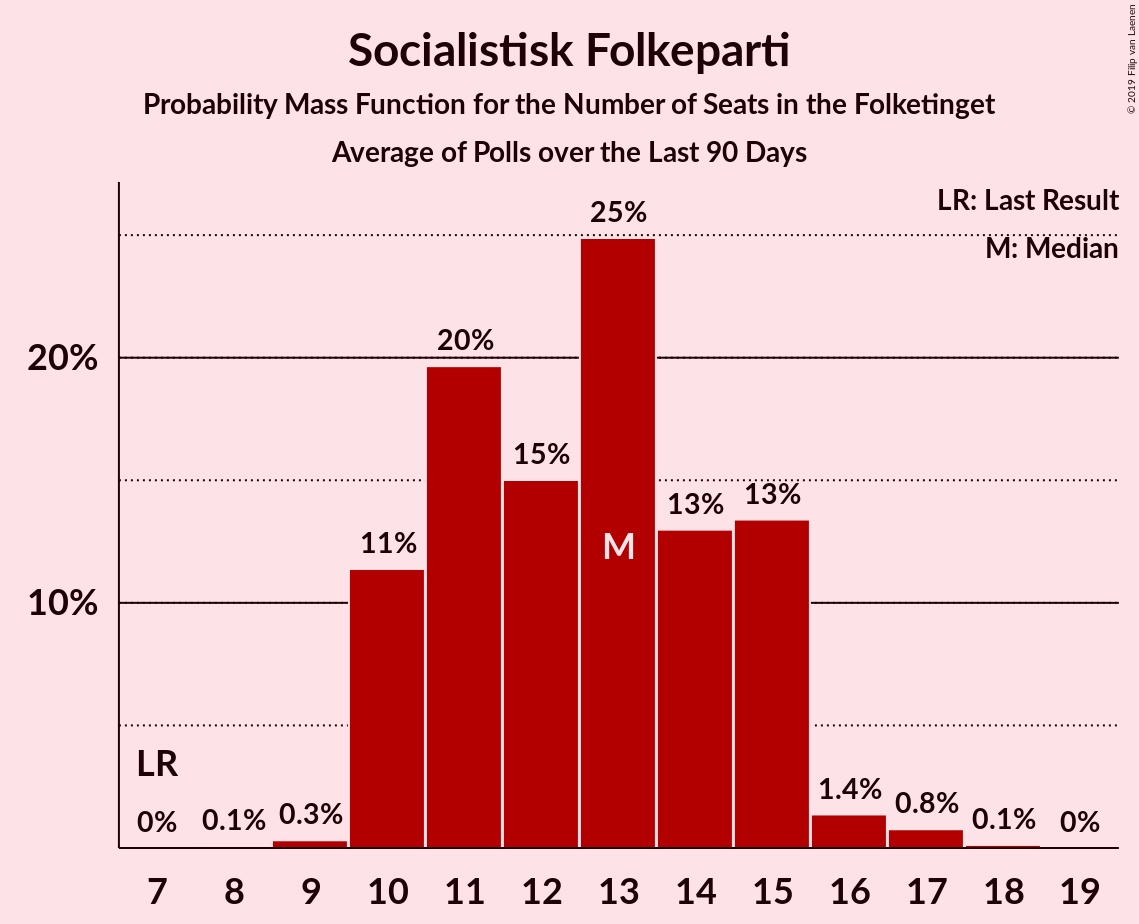 Socialistisk Folkeparti
Probability Mass Function for the Number of Seats in the Folketinget
Average of Polls over the Last 90 Days
© 2019 Filip van Laenen
LR: Last Result
M: Median
25%
20%
20%
15%
13%
13%
11%
M
10%
LR
0%
0.1%
0.3%
1.4%
0.8%
0.1%
0%
7 8 9 10 11 12 13 14 15 16 17 18 19